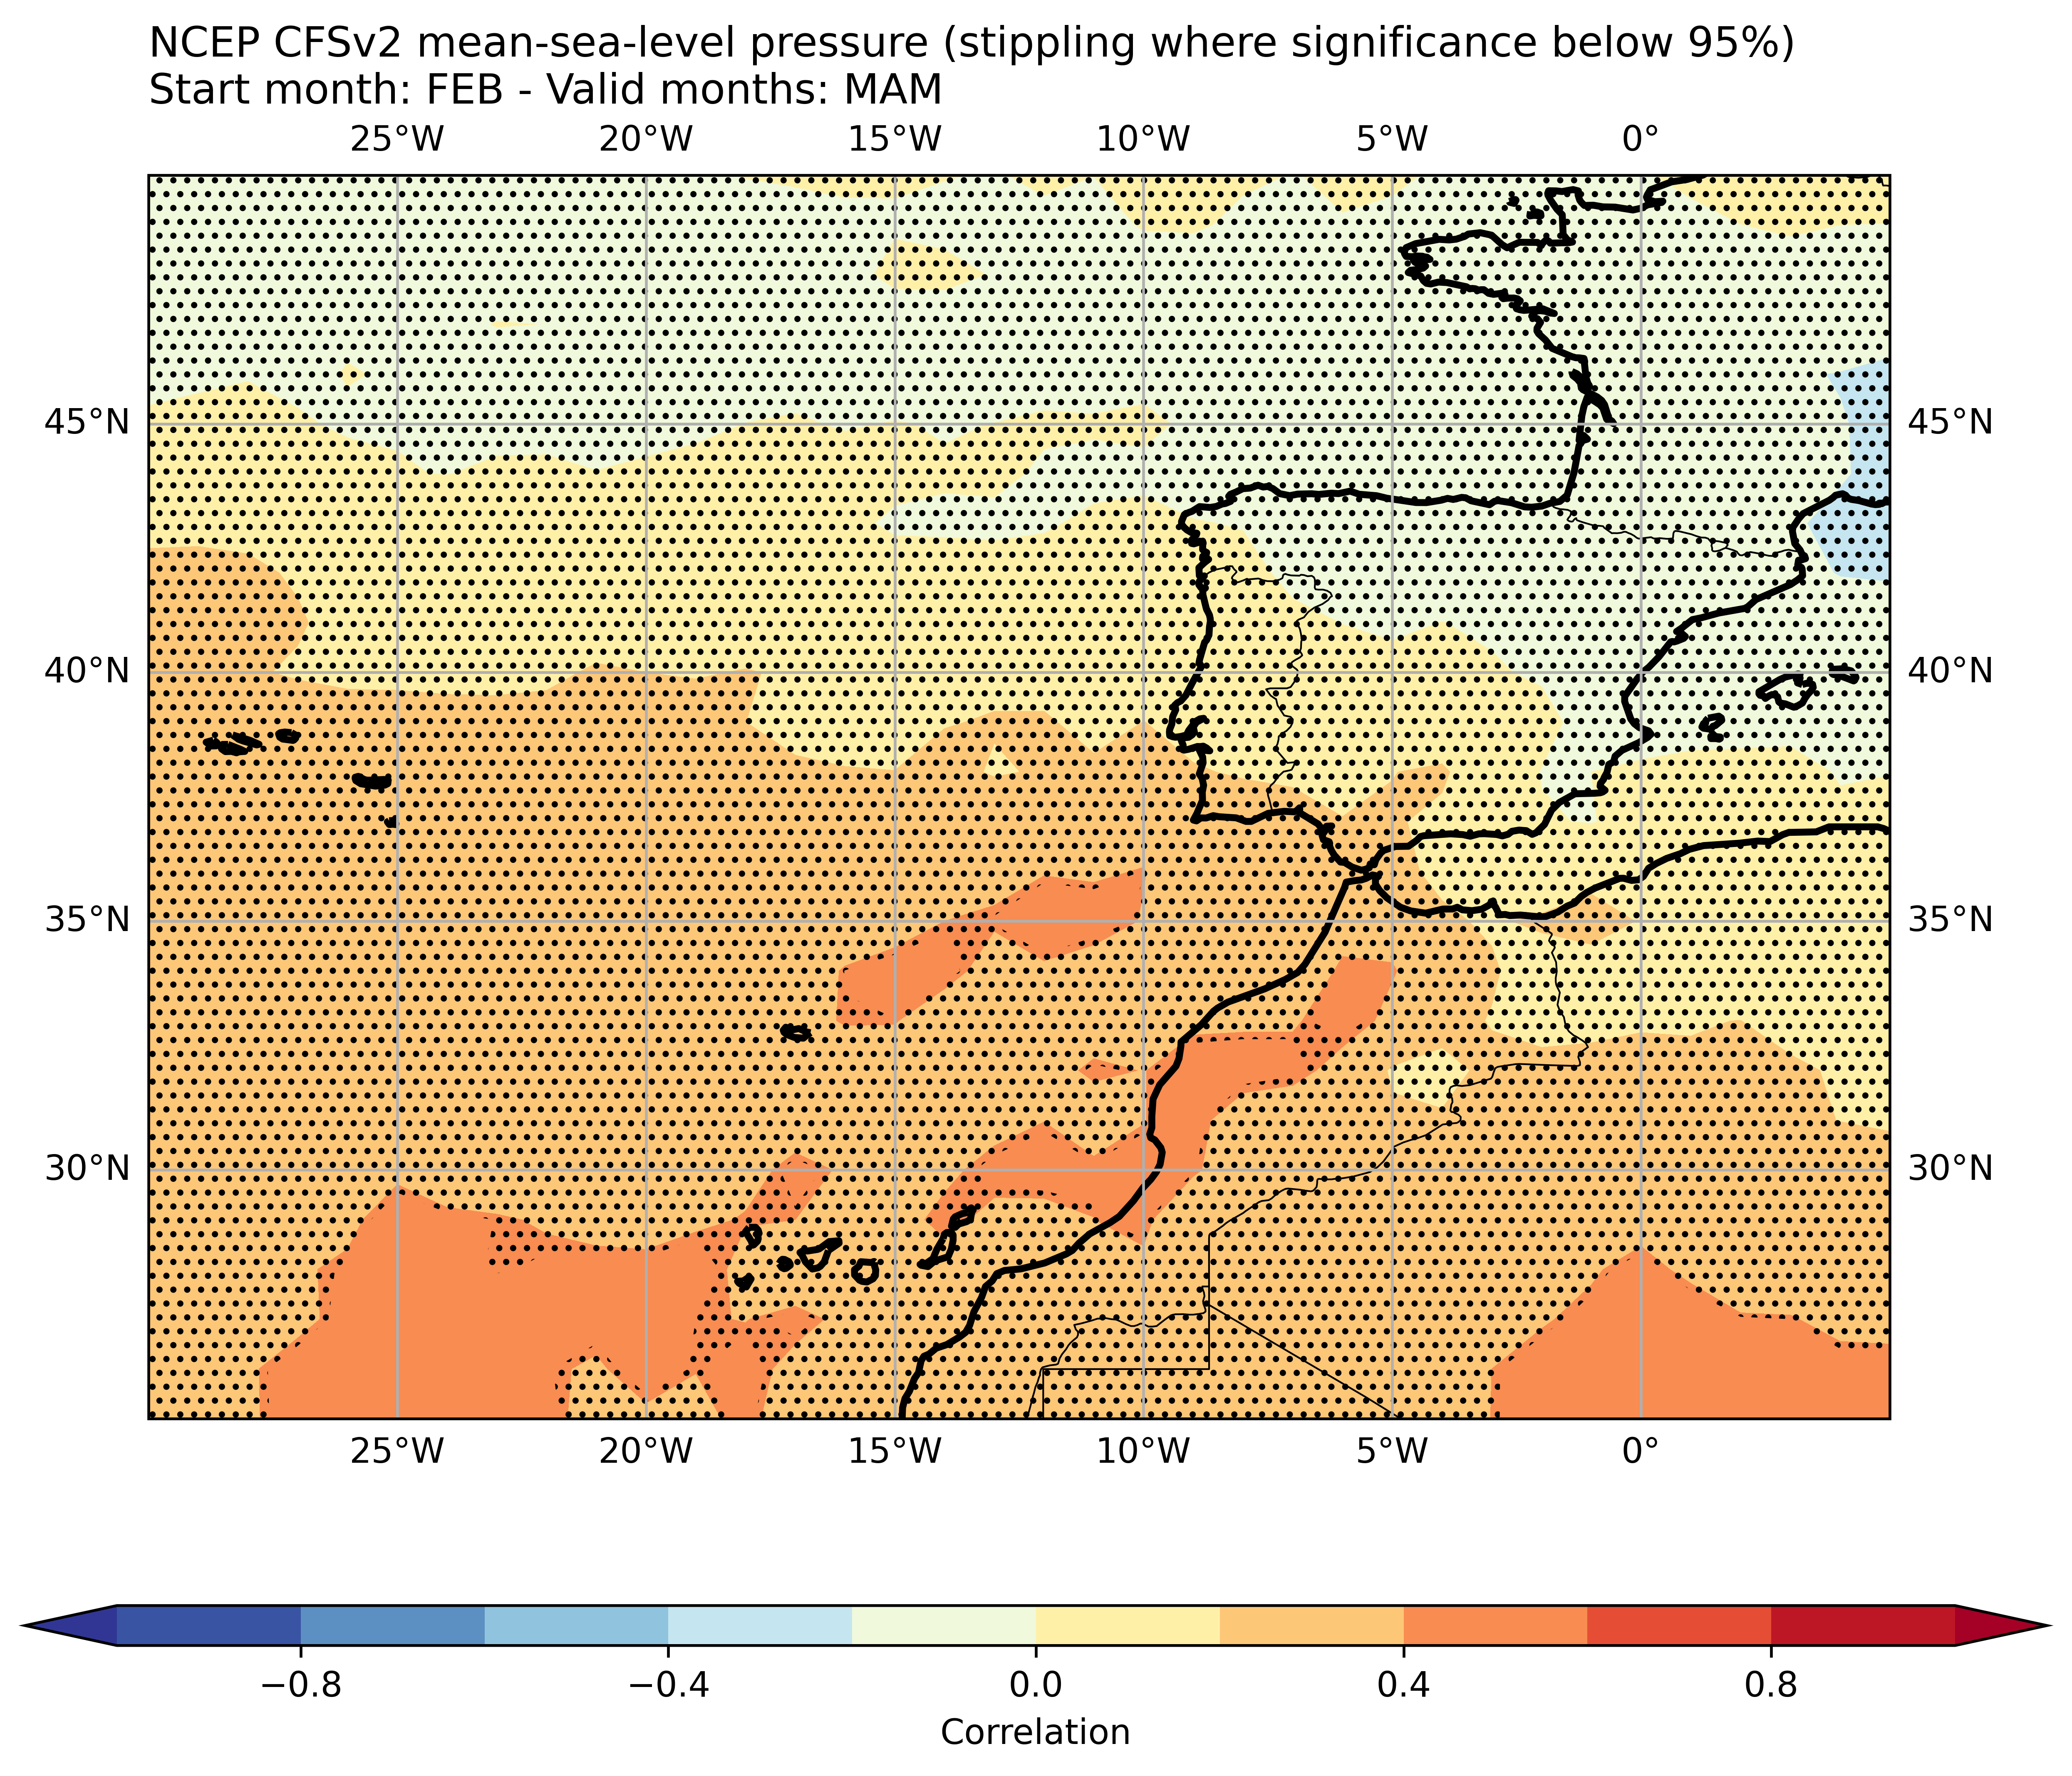 NCEP CFSv2 mean-sea-level pressure (stippling where significance below 95%)
Start month: FEB - Valid months: MAM
25°W 20°W 15°W 10°W 5°W 0°
45°N 45°N
40°N 40°N
35°N 35°N
30°N 30°N
25°W 20°W 15°W 10°W 5°W 0°
−0.8 −0.4 0.0 0.4 0.8
Correlation